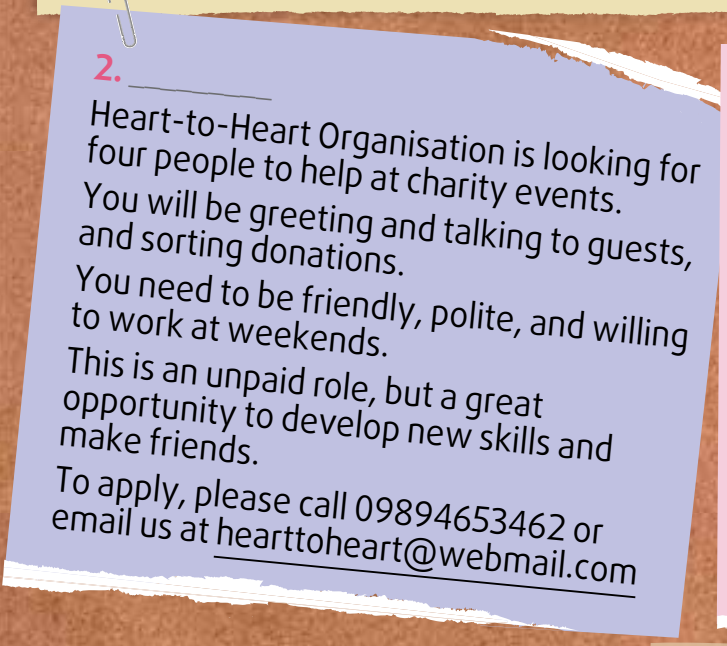 2. ____________
Heart-to-Heart Organisation is looking for
four people to help at charity events.
You will be greeting and talking to guests,
and sorting donations.
You need to be friendly, polite, and willing
to work at weekends.
This is an unpaid role, but a great
opportunity to develop new skills and
make friends.
To apply, please call 09894653462 or
email us at hearttoheart@webmail.com